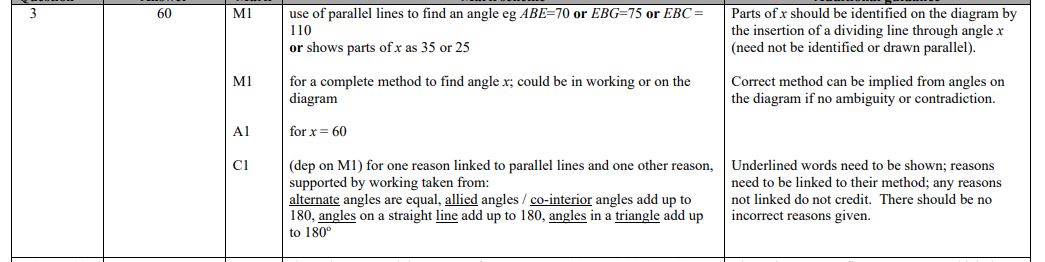 3 60 M1 use of parallel lines to find an angle eg ABE=70 or EBG=75 or EBC = Parts of x should be identified on the diagram by
110 the insertion of a dividing line through angle x
or shows parts of x as 35 or 25 (need not be identified or drawn parallel).
M1 for a complete method to find angle x; could be in working or on the Correct method can be implied from angles on
diagram the diagram if no ambiguity or contradiction.
A1 for x = 60
C1 (dep on M1) for one reason linked to parallel lines and one other reason, Underlined words need to be shown; reasons
supported by working taken from: need to be linked to their method; any reasons
alternate angles are equal, allied angles / co-interior angles add up to not linked do not credit. There should be no
180, angles on a straight line add up to 180, angles in a triangle add up incorrect reasons given.
to 180º